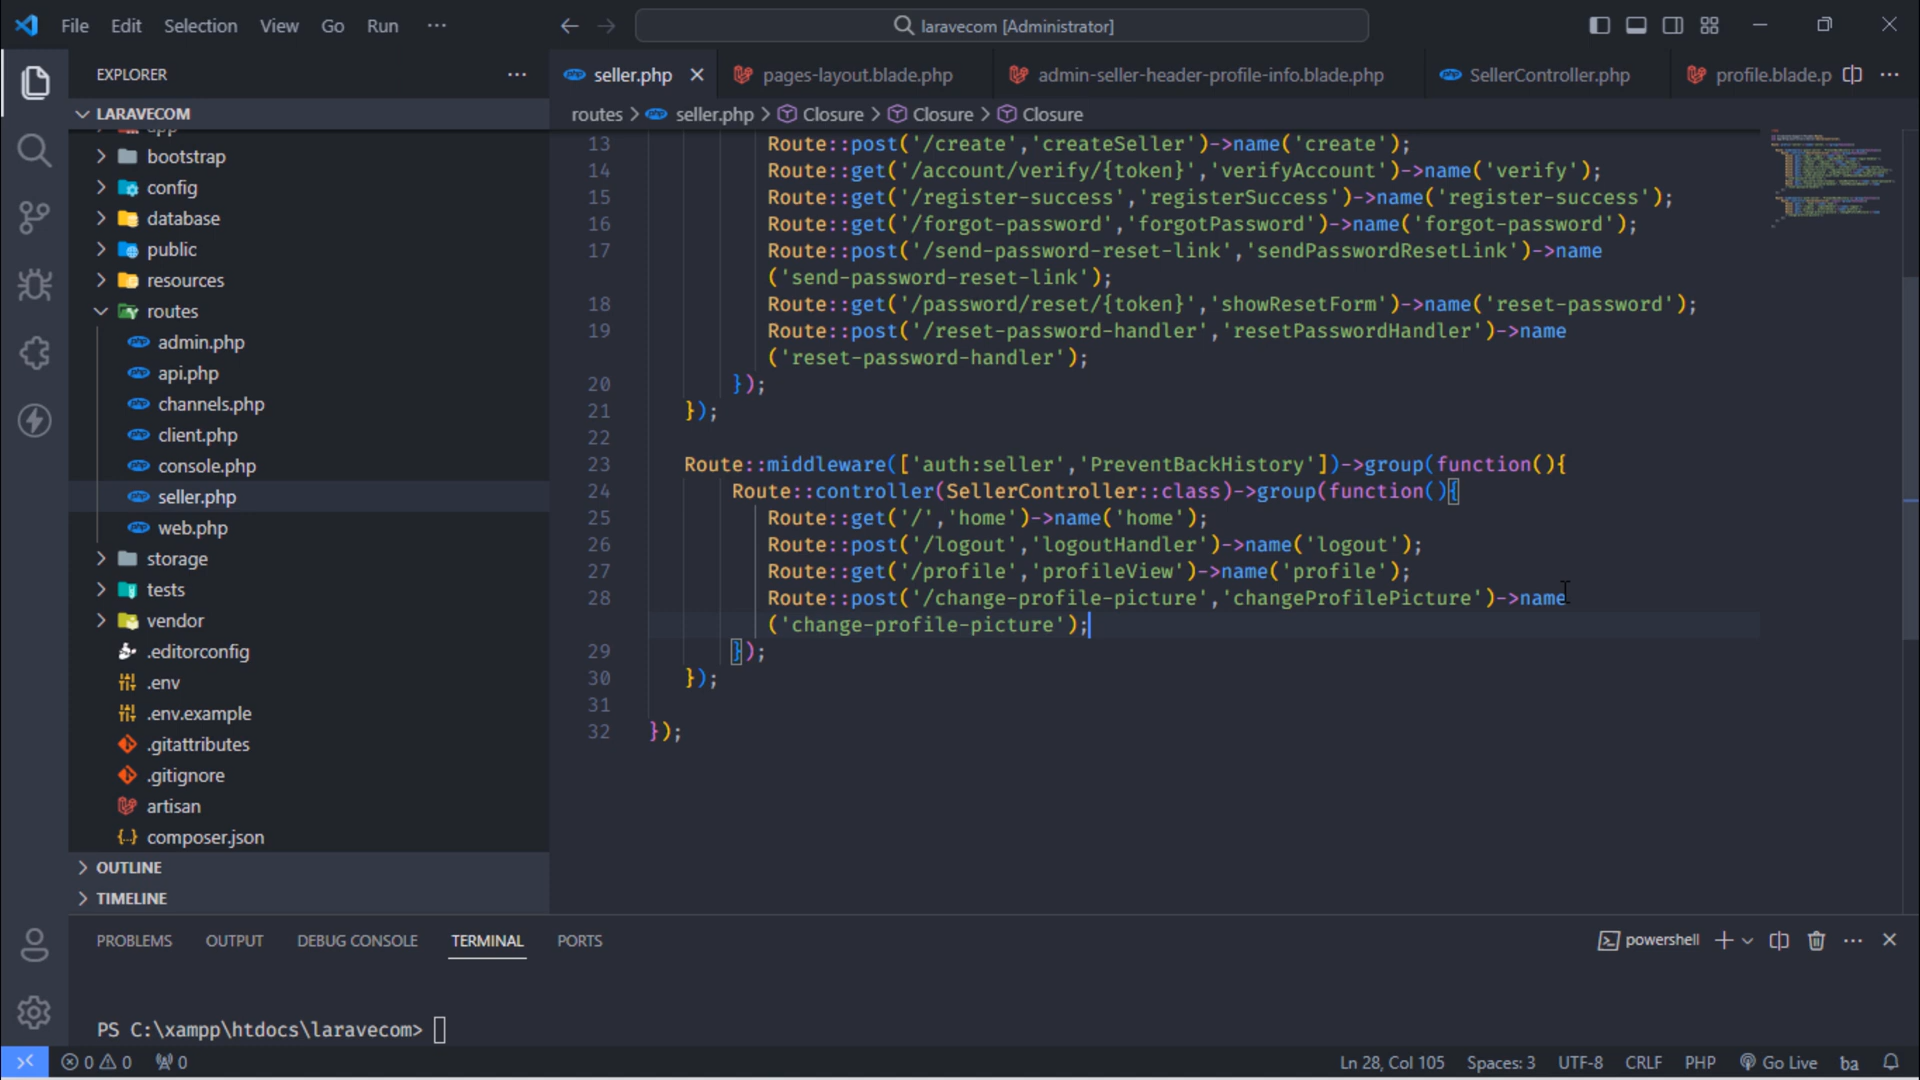 File Edit Selection View Go Run ···
laravecom [Administrator]
EXPLORER
LARAVECOM
bootstrap
config
database
public
resources
routes
admin.php
api.php
channels.php
client.php
console.php
seller.php
web.php
storage
tests
vendor
.editorconfig
.env
.env.example
.gitattributes
.gitignore
artisan
composer.json
OUTLINE
TIMELINE
seller.php pages-layout.blade.php admin-seller-header-profile-info.blade.php SellerController.php profile.blade.p
routes > seller.php > Closure > Closure > Closure
13 Route::post('/create','createSeller')->name('create');
14 Route::get('/account/verify/{token}','verifyAccount')->name('verify');
15 Route::get('/register-success','registerSuccess')->name('register-success');
16 Route::get('/forgot-password','forgotPassword')->name('forgot-password');
17 Route::post('/send-password-reset-link','sendPasswordResetLink')->name
('send-password-reset-link');
18 Route::get('/password/reset/{token}','showResetForm')->name('reset-password');
19 Route::post('/reset-password-handler','resetPasswordHandler')->name
('reset-password-handler');
20 });
21 });
22
23 Route::middleware(['auth:seller','PreventBackHistory'])->group(function(){
24 Route::controller(SellerController::class)->group(function(){
25 Route::get('/','home')->name('home');
26 Route::post('/logout','logoutHandler')->name('logout');
27 Route::get('/profile','profileView')->name('profile');
28 Route::post('/change-profile-picture','changeProfilePicture')->name
('change-profile-picture');
29 });
30 });
31
32 });
PROBLEMS OUTPUT DEBUG CONSOLE TERMINAL PORTS
powershell
PS C:\xampp\htdocs\laravecom>
0 0 0
Ln 28, Col 105 Spaces: 3 UTF-8 CRLF PHP Go Live ba